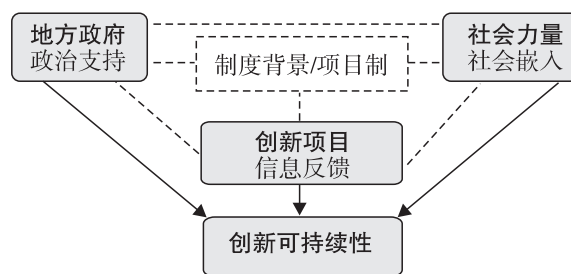 地方政府
政治支持
制度背景/项目制
社会力量
社会嵌入
创新项目
信息反馈
创新可持续性